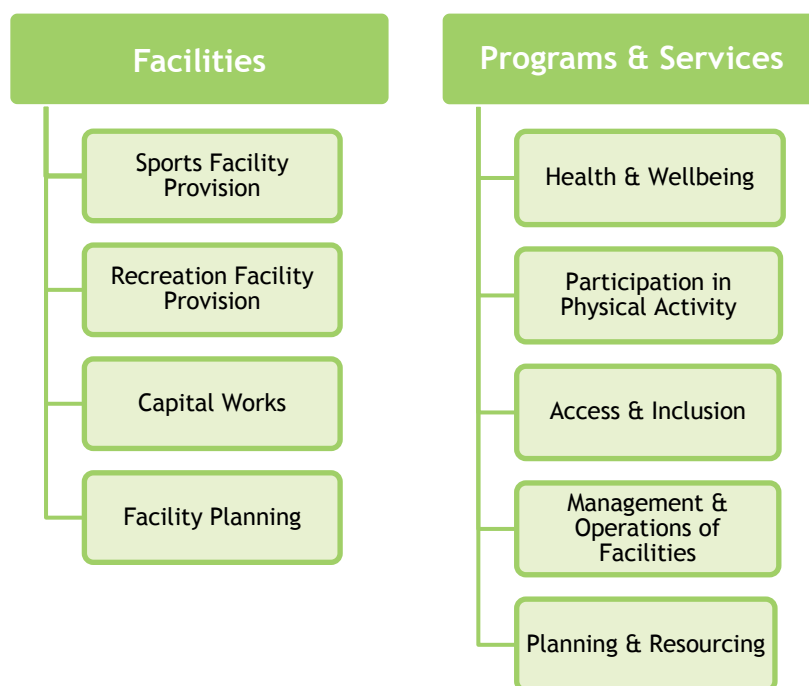 Facilities
Sports Facility
Provision
Recreation Facility
Provision
Capital Works
Facility Planning
Programs & Services
Health & Wellbeing
Participation in
Physical Activity
Access & Inclusion
Management &
Operations of
Facilities
Planning & Resourcing